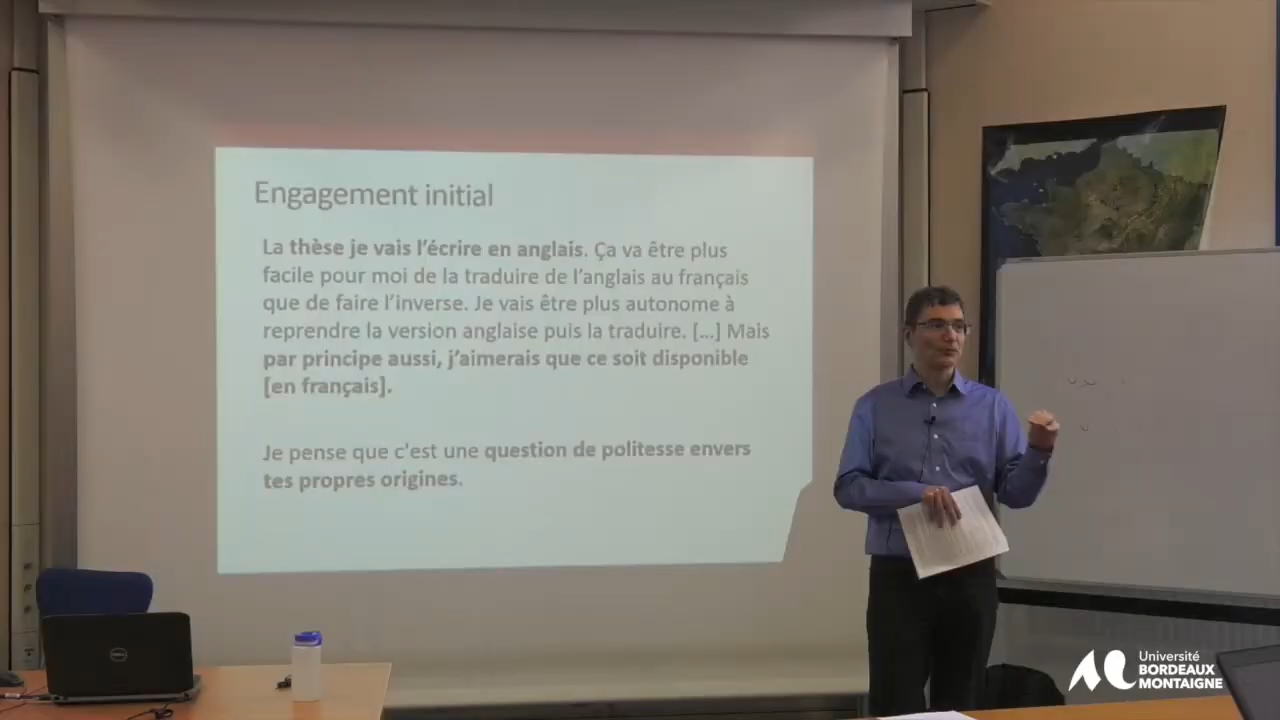 Engagement initial
La thèse je vais l’écrire en anglais. Ça va être plus
facile pour moi de la traduire de l’anglais au français
que de faire l’inverse. Je vais être plus autonome à
reprendre la version anglaise puis la traduire. [...] Mais
par principe aussi, j’aimerais que ce soit disponible
[en français].
Je pense que c'est une question de politesse envers
tes propres origines.
DELL
Université
BORDEAUX
MONTAIGNE